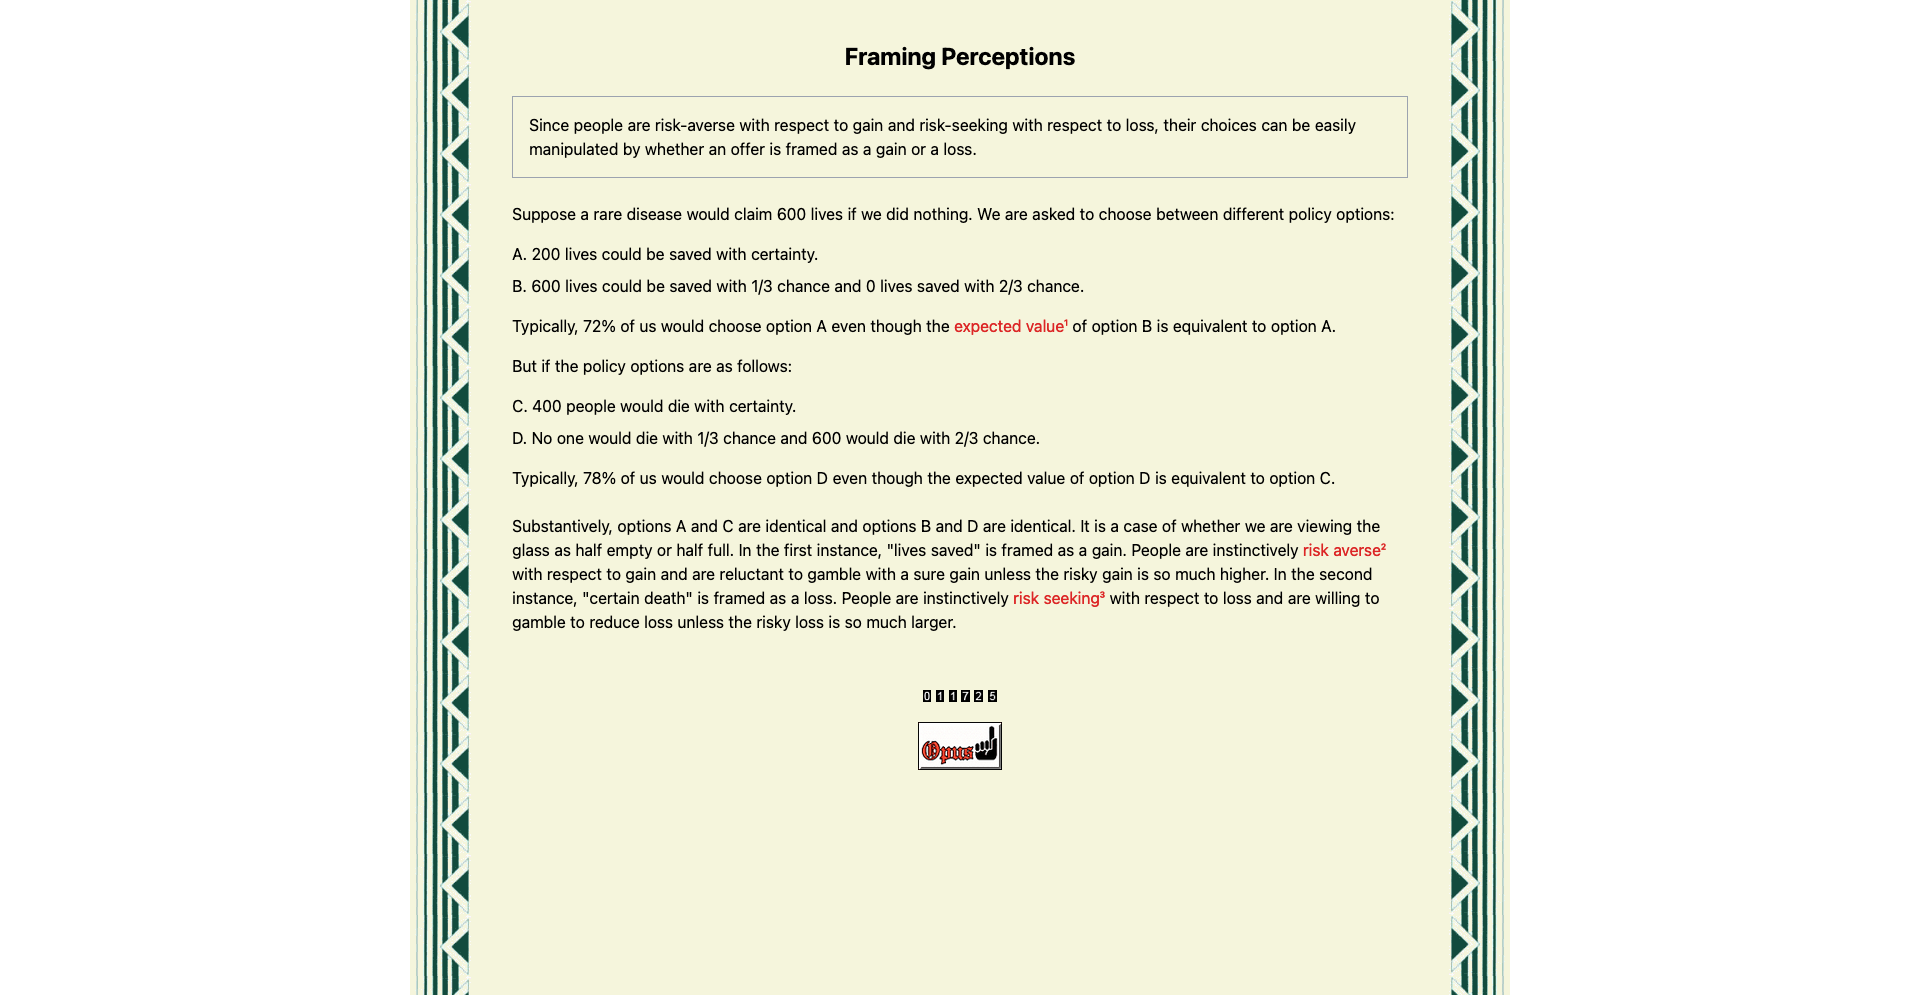 Framing Perceptions
Since people are risk-averse with respect to gain and risk-seeking with respect to loss, their choices can be easily
manipulated by whether an offer is framed as a gain or a loss.
Suppose a rare disease would claim 600 lives if we did nothing. We are asked to choose between different policy options:
A. 200 lives could be saved with certainty.
B. 600 lives could be saved with 1/3 chance and 0 lives saved with 2/3 chance.
Typically, 72% of us would choose option A even though the expected value¹ of option B is equivalent to option A.
But if the policy options are as follows:
C. 400 people would die with certainty.
D. No one would die with 1/3 chance and 600 would die with 2/3 chance.
Typically, 78% of us would choose option D even though the expected value of option D is equivalent to option C.
Substantively, options A and C are identical and options B and D are identical. It is a case of whether we are viewing the
glass as half empty or half full. In the first instance, "lives saved" is framed as a gain. People are instinctively risk averse²
with respect to gain and are reluctant to gamble with a sure gain unless the risky gain is so much higher. In the second
instance, "certain death" is framed as a loss. People are instinctively risk seeking³ with respect to loss and are willing to
gamble to reduce loss unless the risky loss is so much larger.
011725
Opus